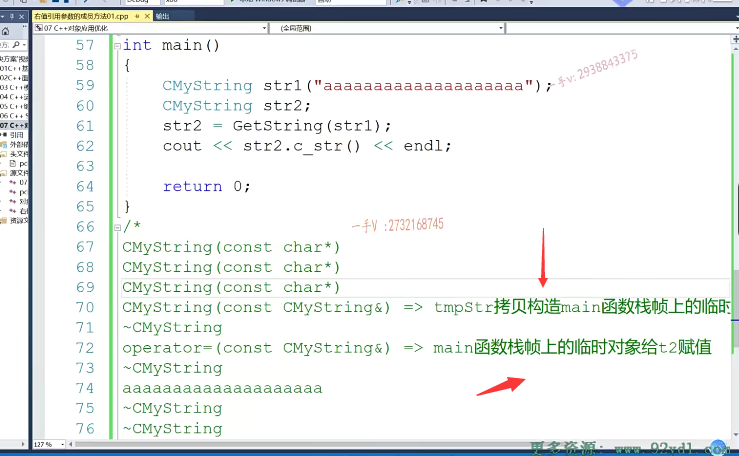 右值引用参数的成员方法01.cpp 输出
07 C++对象应用优化 (全局范围)
57 int main()
58 {
59 CMyString str1("aaaaaaaaaaaaaaaaaaaa");
一手v:2938843375
60 CMyString str2;
61 str2 = GetString(str1);
62 cout << str2.c_str() << endl;
63
64 return 0;
65 }
66 /*
一手V :2732168745
67 CMyString(const char*)
68 CMyString(const char*)
69 CMyString(const char*)
70 CMyString(const CMyString&) => tmpStr拷贝构造main函数栈帧上的临时
71 ~CMyString
72 operator=(const CMyString&) => main函数栈帧上的临时对象给t2赋值
73 ~CMyString
74 aaaaaaaaaaaaaaaaaaaa
75 ~CMyString
76 ~CMyString
127 %
更多资源: